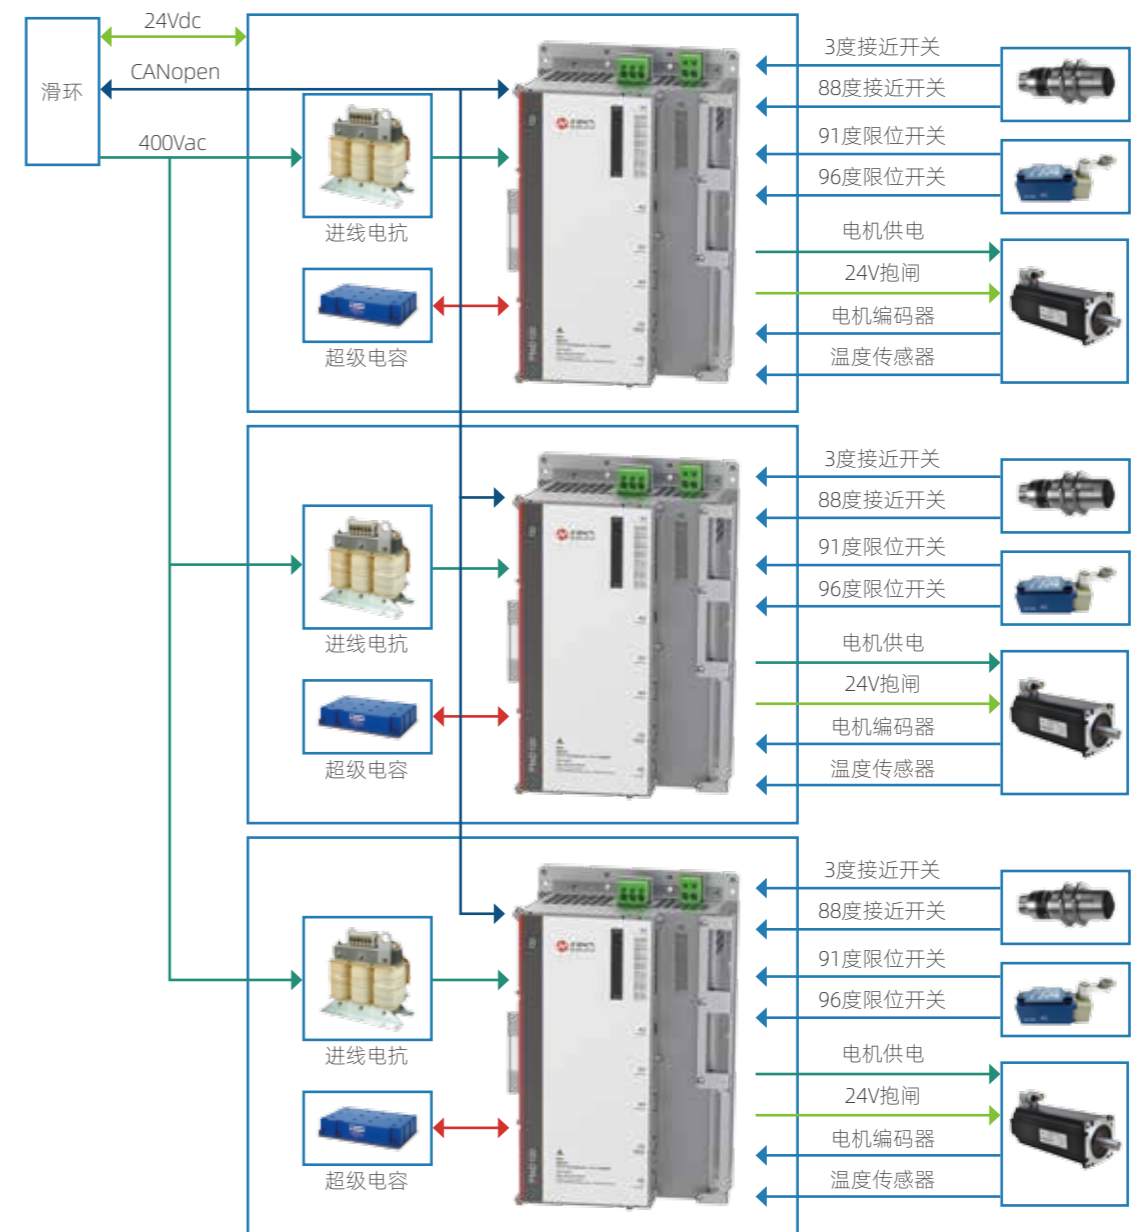 24Vdc
CANopen
滑环
400Vac
进线电抗
超级电容
3度接近开关
88度接近开关
91度限位开关
96度限位开关
电机供电
24V抱闸
电机编码器
温度传感器
进线电抗
超级电容
3度接近开关
88度接近开关
91度限位开关
96度限位开关
电机供电
24V抱闸
电机编码器
温度传感器
进线电抗
超级电容
3度接近开关
88度接近开关
91度限位开关
96度限位开关
电机供电
24V抱闸
电机编码器
温度传感器